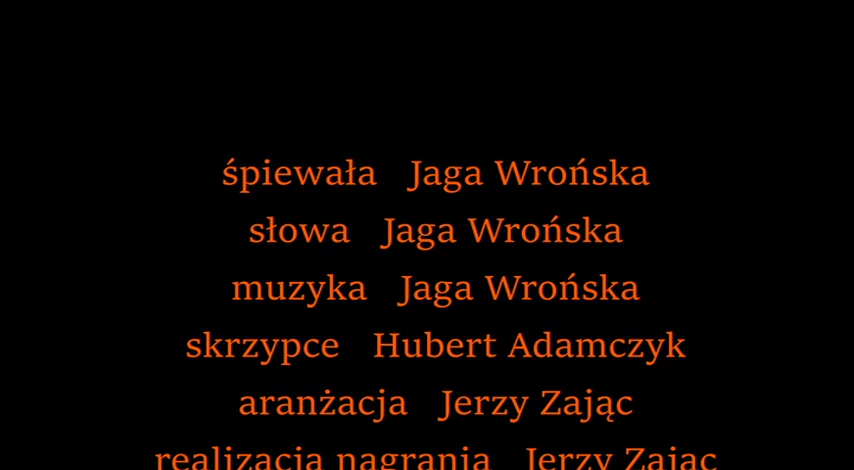 śpiewała Jaga Wrońska
słowa Jaga Wrońska
muzyka Jaga Wrońska
skrzypce Hubert Adamczyk
aranżacja Jerzy Zając
realizacja nagrania Jerzy Zając